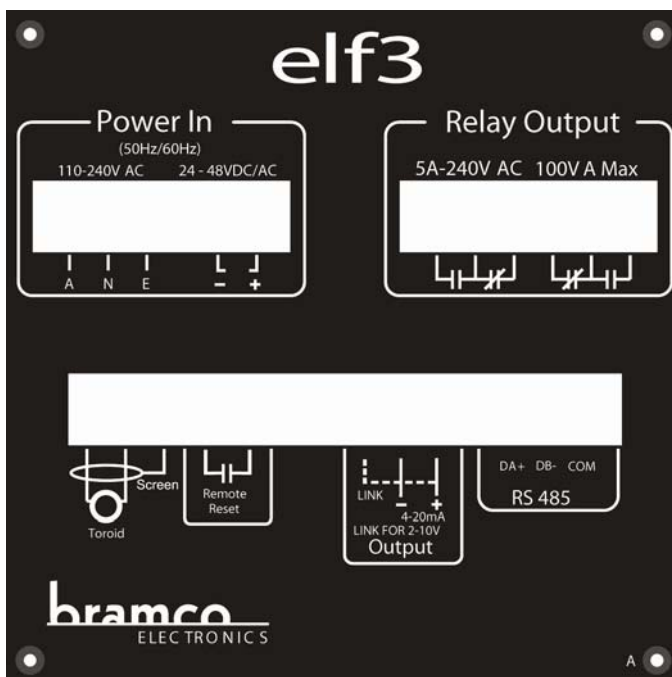 elf3
Power In
(50Hz/60Hz)
110-240V AC 24 - 48VDC/AC
A N E - +
Relay Output
5A-240V AC 100V A Max
Screen
Toroid
Remote
Reset
LINK
- +
4-20mA
LINK FOR 2-10V
Output
DA+ DB- COM
RS 485
bramco
ELECTRONICS
A